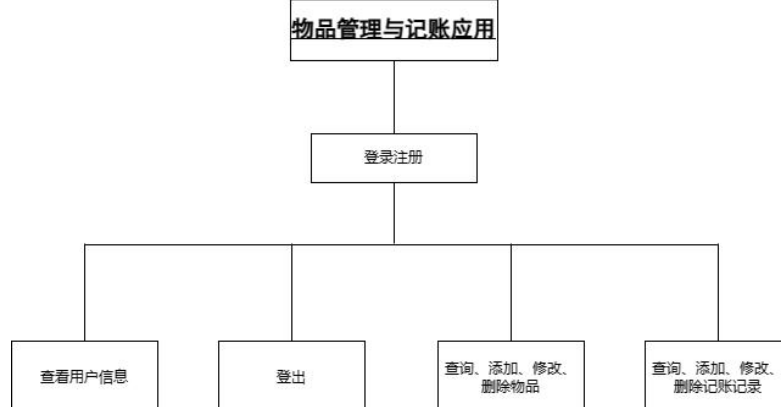 物品管理与记账应用
登录注册
查看用户信息
登出
查询、添加、修改、
删除物品
查询、添加、修改、
删除记账记录